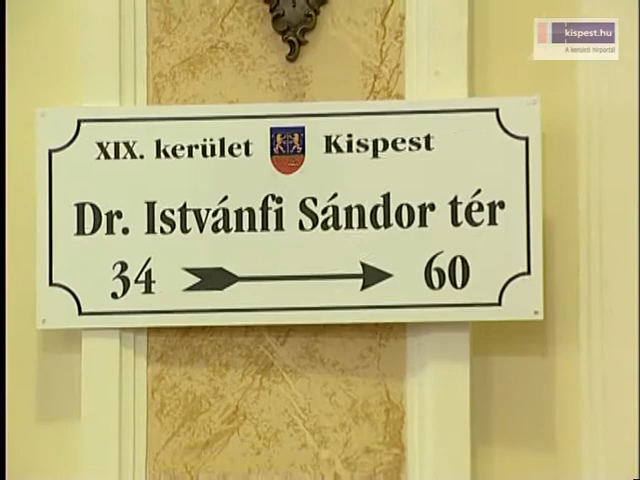 kispest.hu
A kerületi hírportál
XIX. kerület Kispest
Dr. Istvánfi Sándor tér
34 60